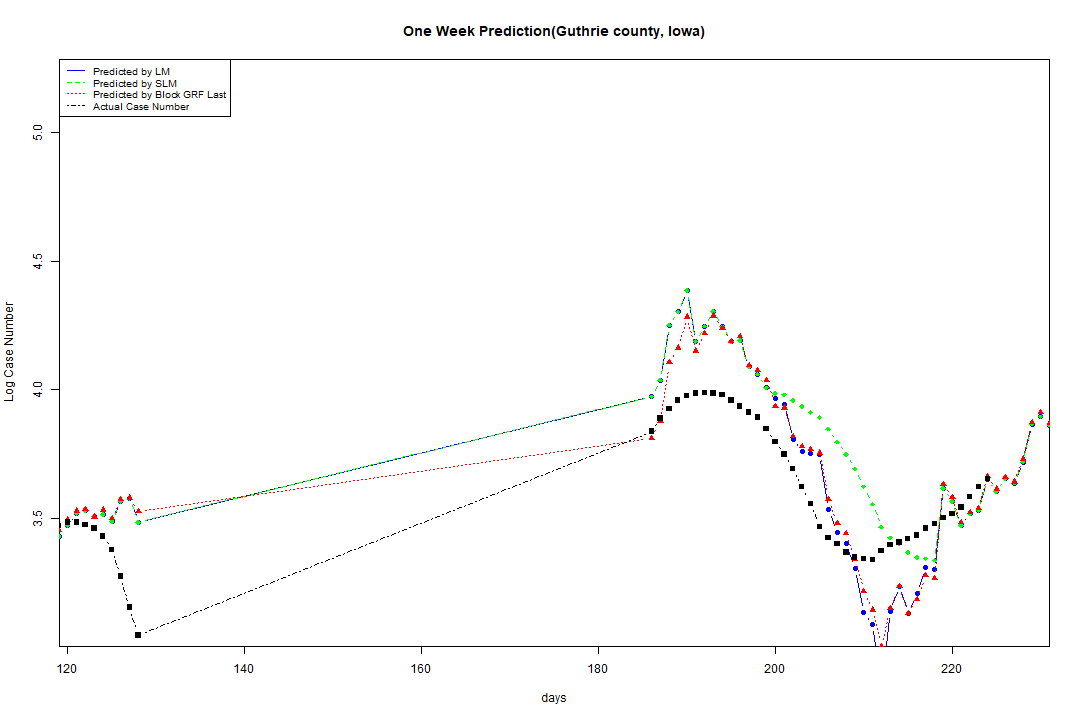 One Week Prediction(Guthrie county, Iowa)
Predicted by LM
Predicted by SLM
Predicted by Block GRF Last
Actual Case Number
5.0
4.5
4.0
3.5
Log Case Number
120 140 160 180 200 220
days